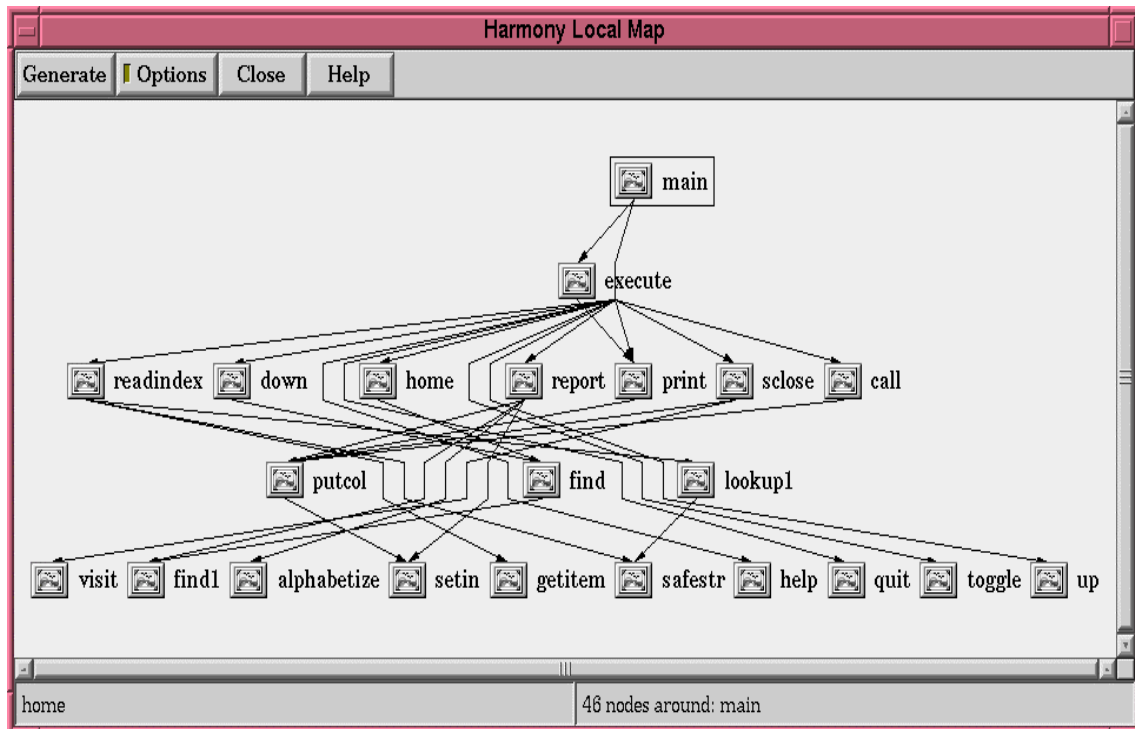 Harmony Local Map
Generate Options Close Help
main
execute
readindex down home report print sclose call
putcol find lookup1
visit find1 alphabetize setin getitem safestr help quit toggle up
home 46 nodes around: main